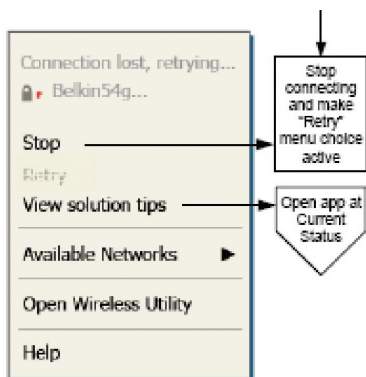 Connection lost, retrying...
Belkin54g...
Stop
Retry
View solution tips
Available Networks
Open Wireless Utility
Help
Stop
connecting
and make
"Retry"
menu choice
active
Open app at
Current
Status